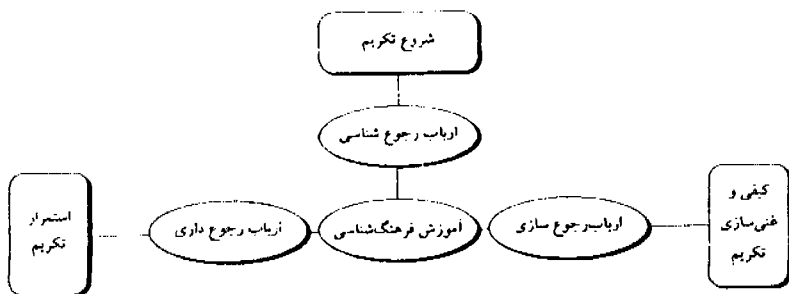 شروع تکریم
ارباب رجوع شناسی
کیفی و
غنی‌سازی
تکریم
ارباب‌رجوع سازی
آموزش فرهنگ‌شناسی
ارباب رجوع داری
استمرار
تکریم